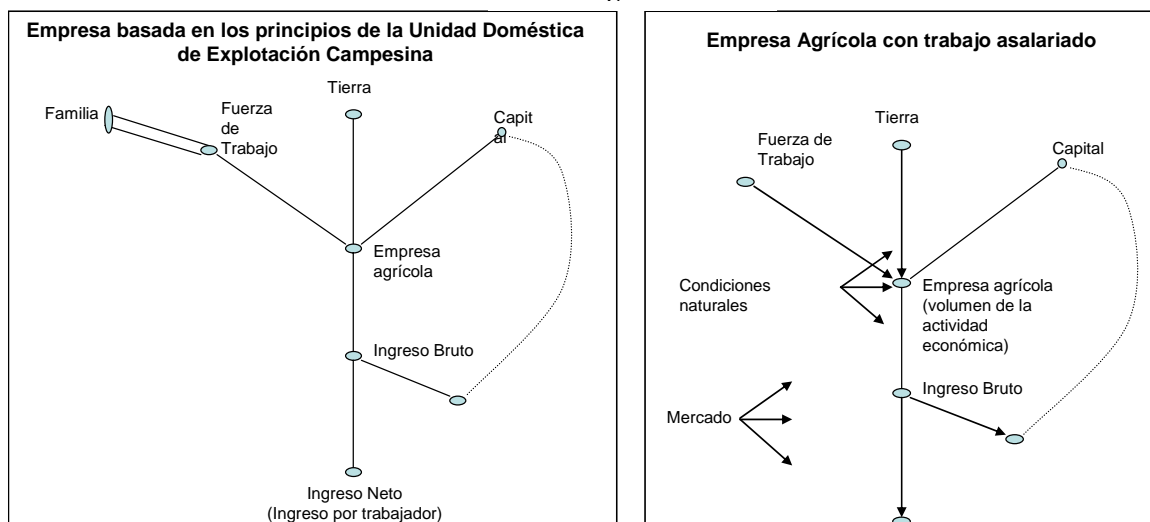 Empresa basada en los principios de la Unidad Doméstica
de Explotación Campesina
Tierra
Familia
Fuerza
de
Trabajo
Capit
al
Empresa
agrícola
Ingreso Bruto
Ingreso Neto
(Ingreso por trabajador)
Empresa Agrícola con trabajo asalariado
Tierra
Fuerza de
Trabajo
Capital
Condiciones
naturales
Empresa agrícola
(volumen de la
actividad
económica)
Ingreso Bruto
Mercado